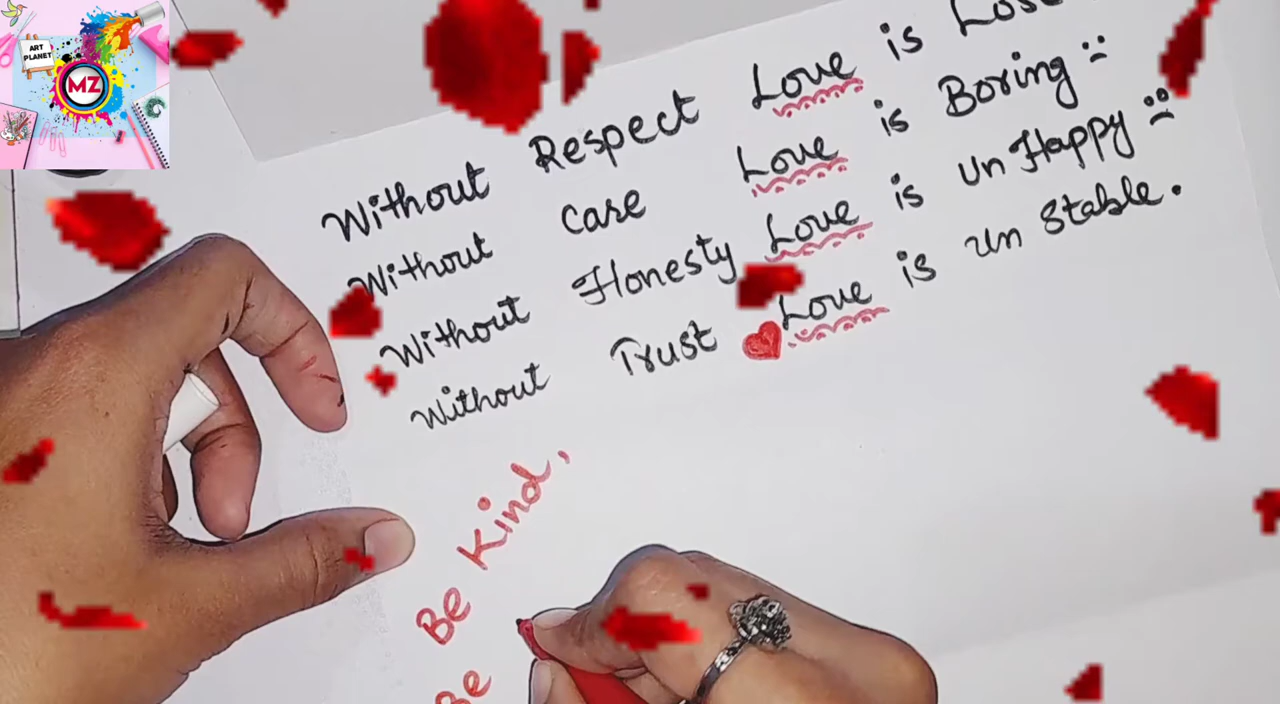 ART
PLANET
MZ
Without Respect Love is
Without Care Love is Boring
Without Honesty Love is Un Happy
Without Trust Love is Un Stable.
Be Kind,
Be